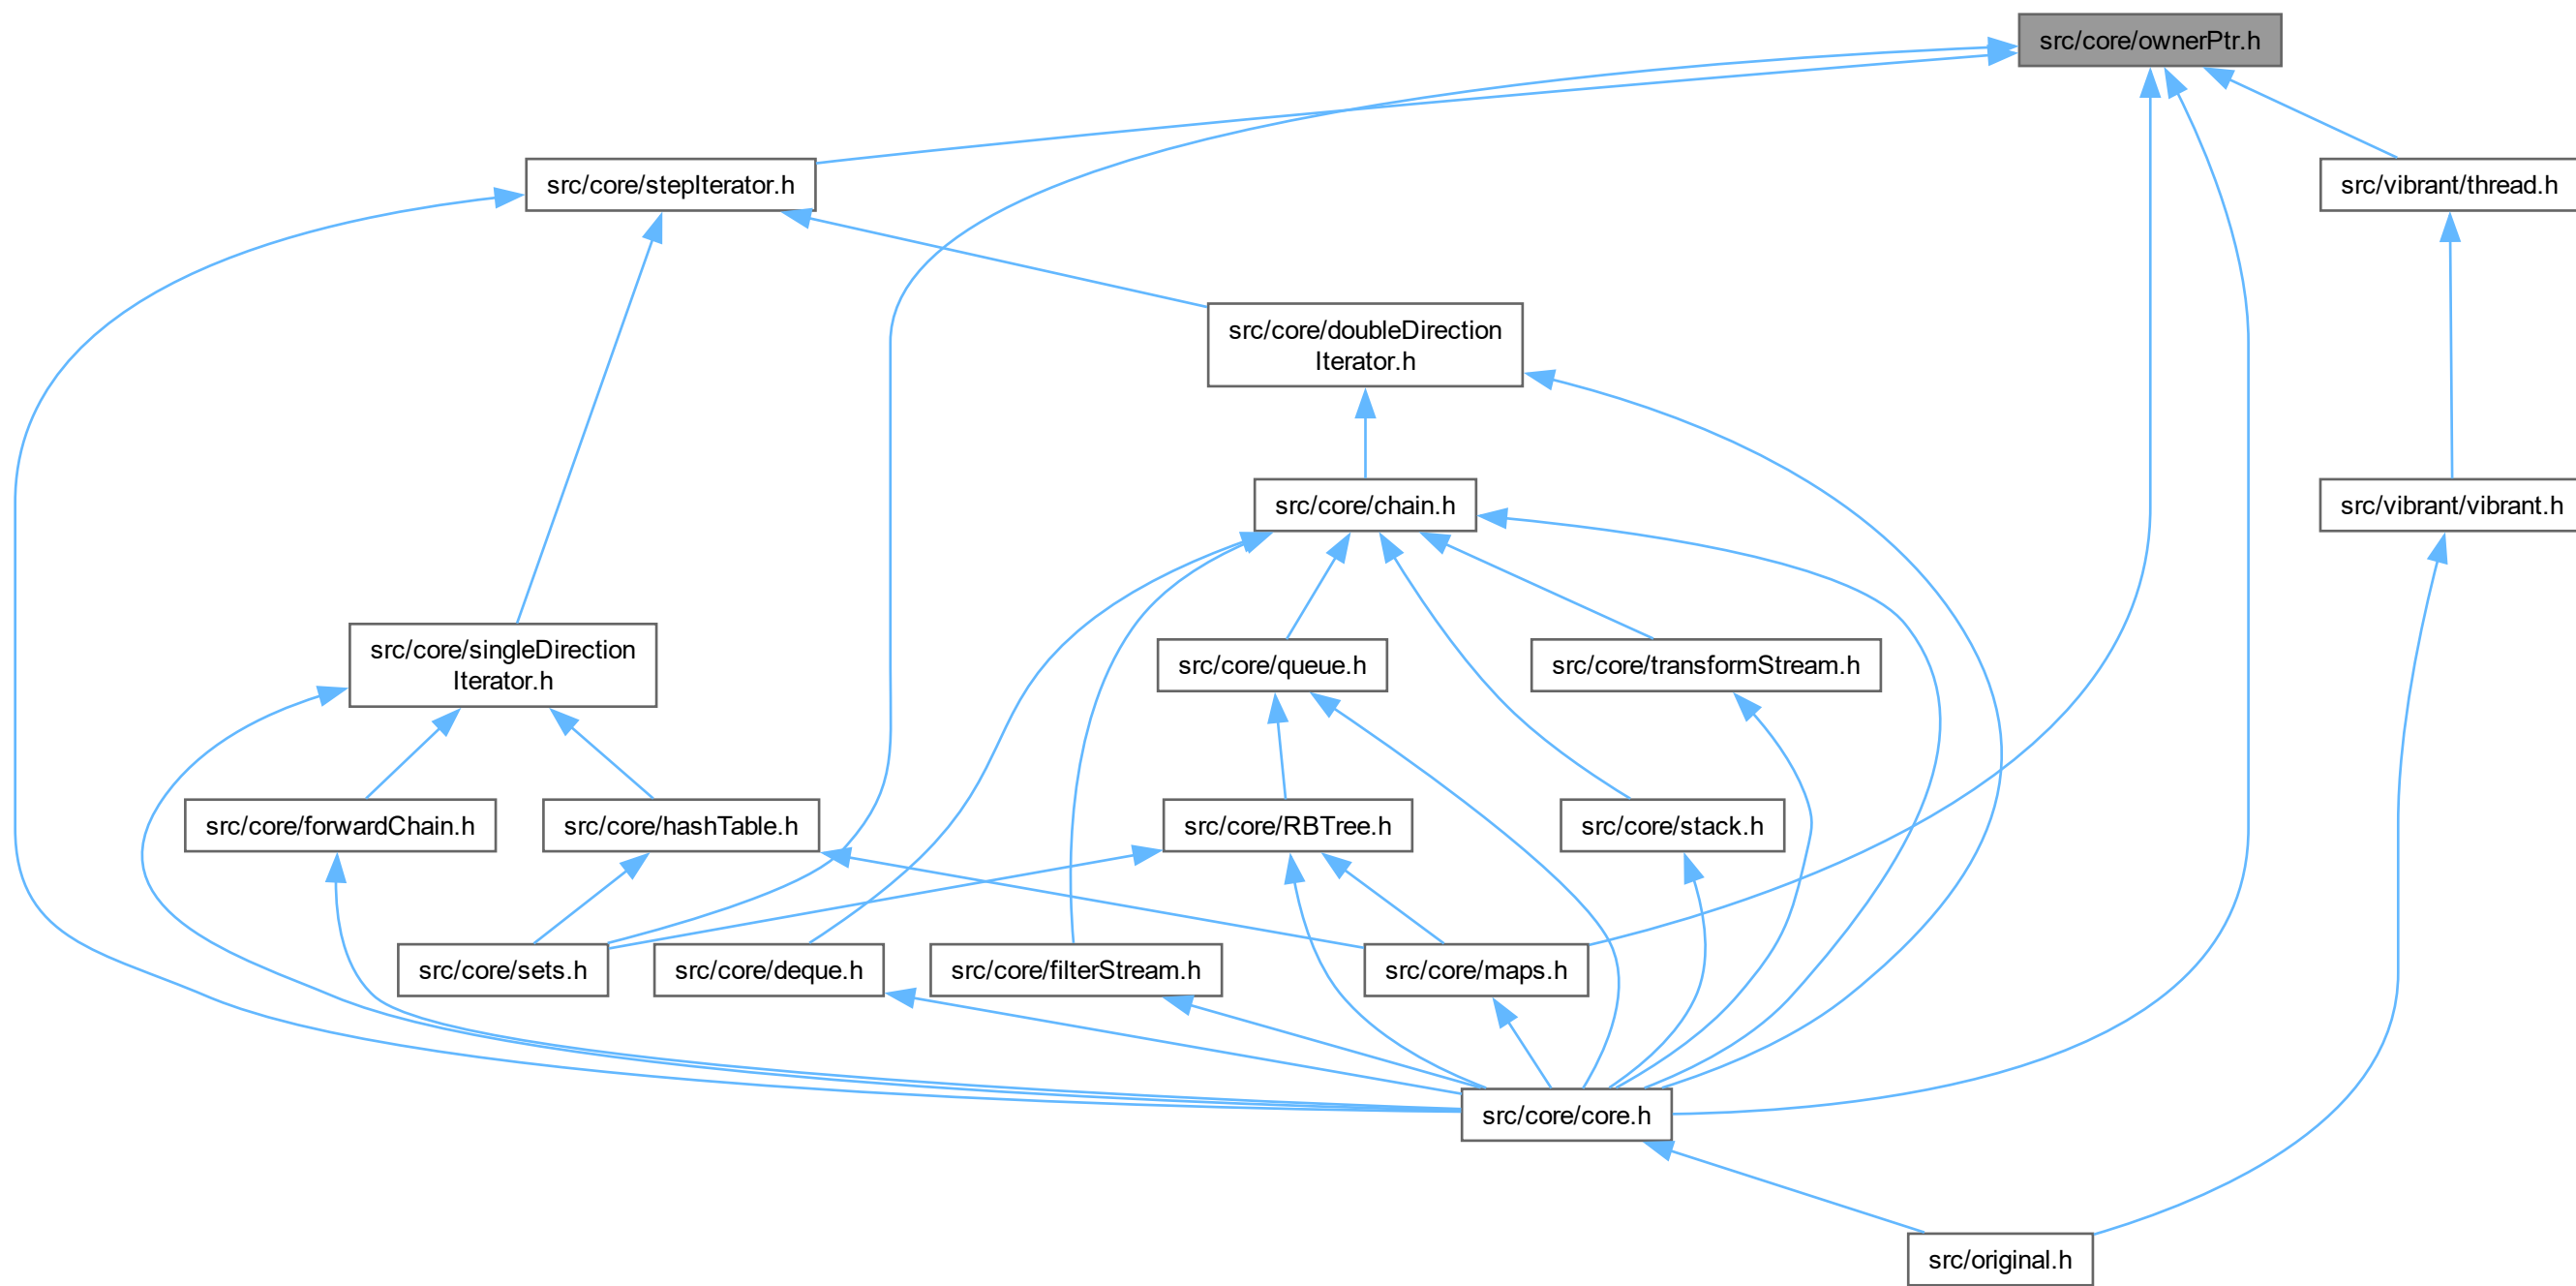 src/core/ownerPtr.h
src/core/stepIterator.h
src/vibrant/thread.h
src/core/doubleDirection
Iterator.h
src/core/chain.h
src/vibrant/vibrant.h
src/core/singleDirection
Iterator.h
src/core/queue.h
src/core/transformStream.h
src/core/forwardChain.h
src/core/hashTable.h
src/core/RBTree.h
src/core/stack.h
src/core/sets.h
src/core/deque.h
src/core/filterStream.h
src/core/maps.h
src/core/core.h
src/original.h